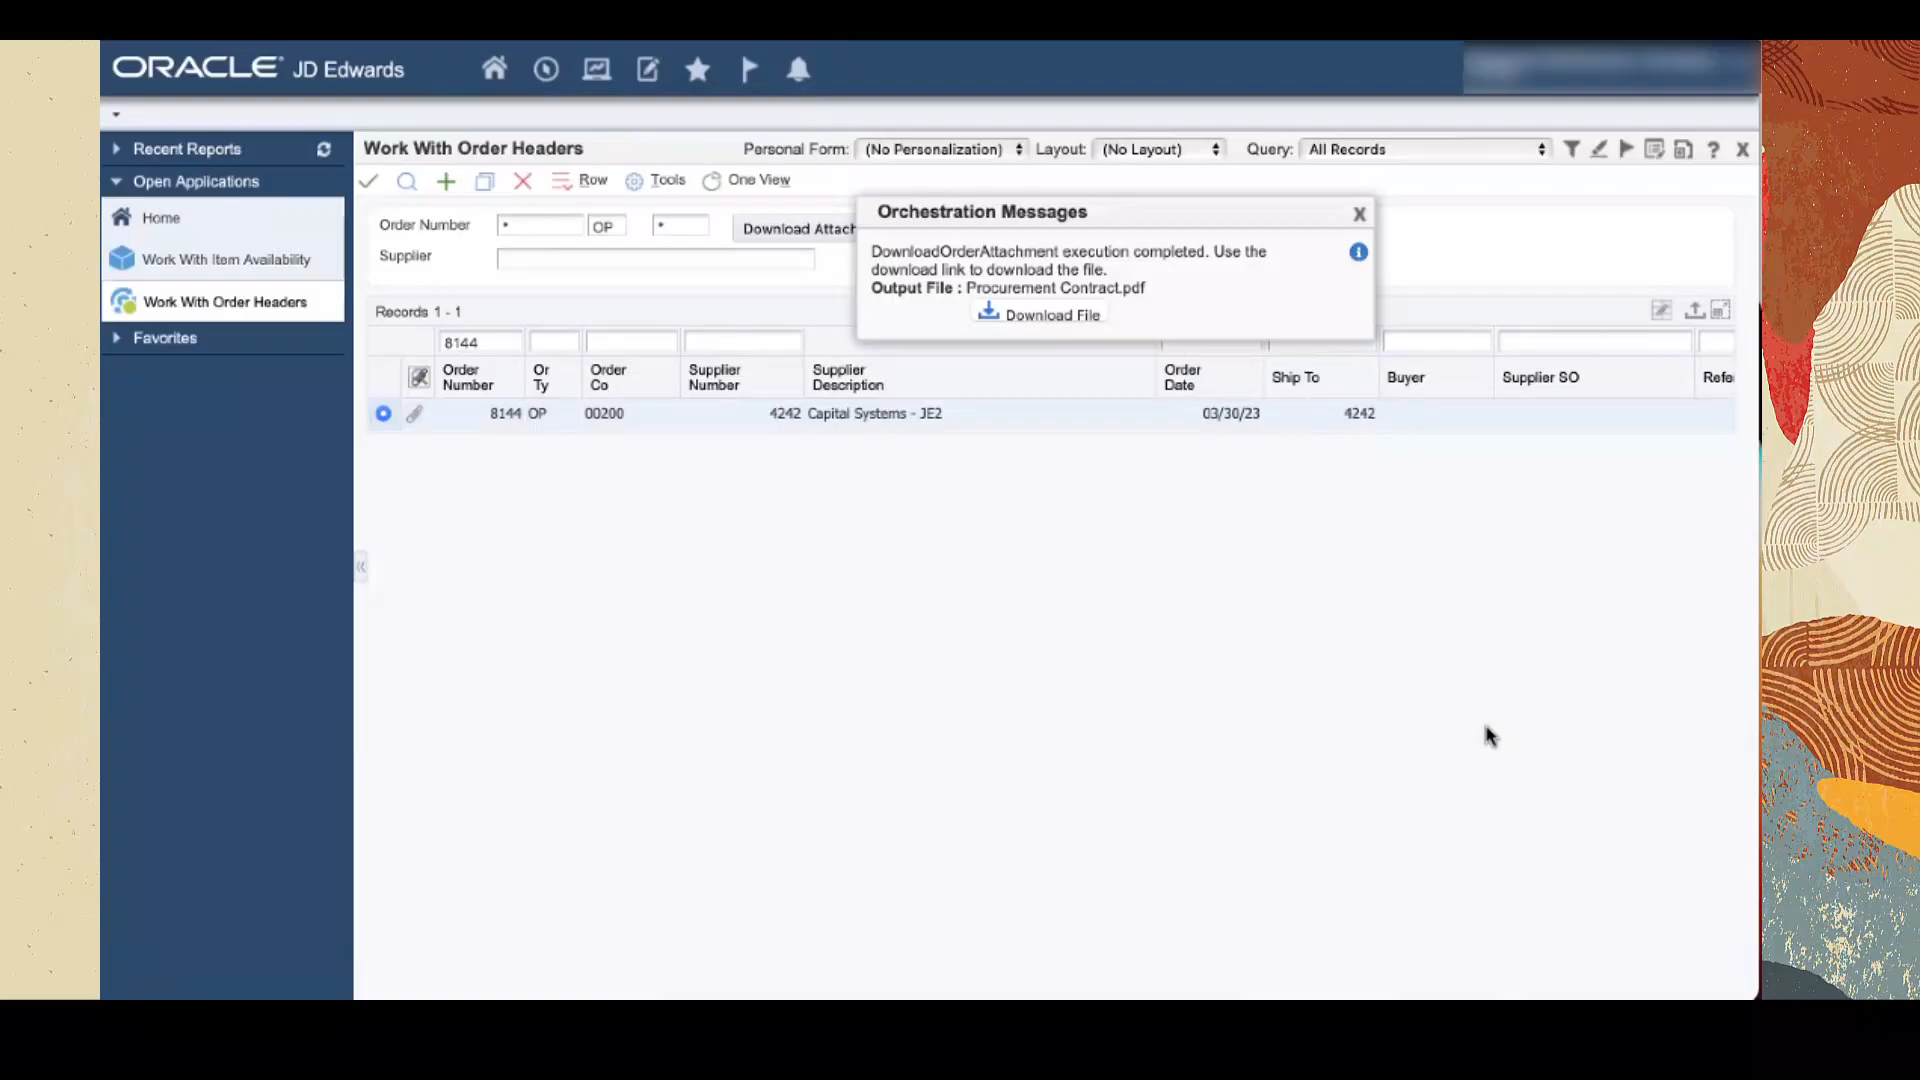 ORACLE JD Edwards
Recent Reports
Open Applications
Home
Work With Item Availability
Work With Order Headers
Favorites
Work With Order Headers
Personal Form: (No Personalization) Layout: (No Layout) Query: All Records
Row Tools One View
Order Number * OP * Download Attach
Supplier
Orchestration Messages X
DownloadOrderAttachment execution completed. Use the
download link to download the file.
Output File : Procurement Contract.pdf
Download File
Records 1 - 1
8144
Order Number Or Ty Order Co Supplier Number Supplier Description Order Date Ship To Buyer Supplier SO Refe
8144 OP 00200 4242 Capital Systems - JE2 03/30/23 4242